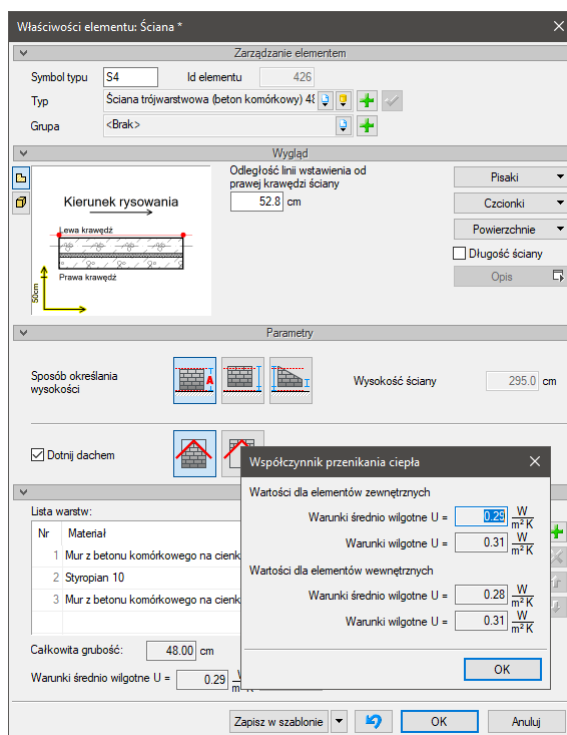 Właściwości elementu: Ściana *
Zarządzanie elementem
Symbol typu S4 Id elementu 426
Typ Ściana trójwarstwowa (beton komórkowy) 48
Grupa <Brak>
Wygląd
Odległość linii wstawienia od
prawej krawędzi ściany
52.8 cm
Pisaki
Czcionki
Powierzchnie
Długość ściany
Opis
Kierunek rysowania
Lewa krawędź
Prawa krawędź
50cm
Parametry
Sposób określania
wysokości
A
Wysokość ściany 295.0 cm
Dotnij dachem
Współczynnik przenikania ciepła
Wartości dla elementów zewnętrznych
Warunki średnio wilgotne U = 0.29 W/m²K
Warunki wilgotne U = 0.31 W/m²K
Wartości dla elementów wewnętrznych
Warunki średnio wilgotne U = 0.28 W/m²K
Warunki wilgotne U = 0.31 W/m²K
OK
Lista warstw:
Nr Materiał
1 Mur z betonu komórkowego na cienk
2 Styropian 10
3 Mur z betonu komórkowego na cienk
Całkowita grubość: 48.00 cm
Warunki średnio wilgotne U = 0.29
Zapisz w szablonie
OK
Anuluj